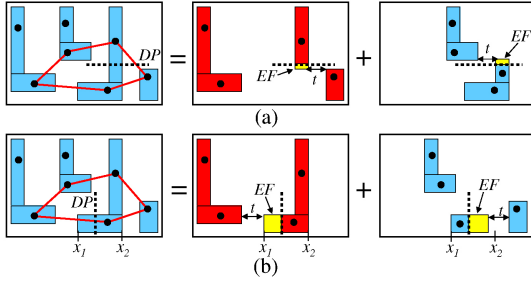 DP = EF t + EF t
(a)
DP = EF t + EF t
x1 x2 x1 x2 x1 x2
(b)